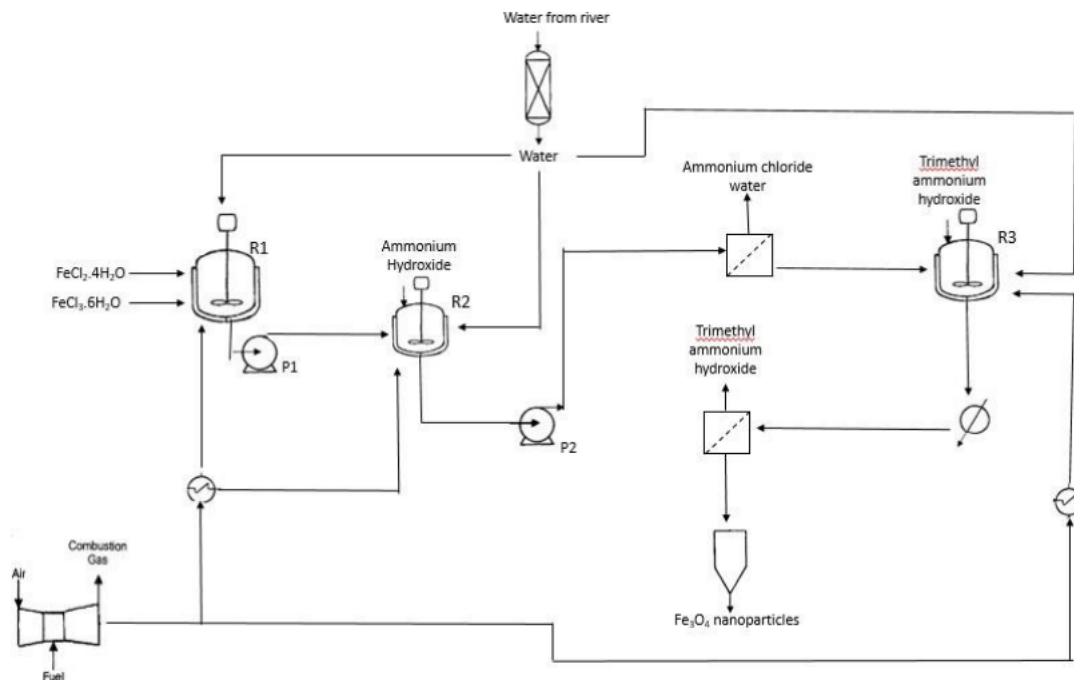 Water from river
Water
Ammonium chloride
water
Trimethyl
ammonium
hydroxide
R1
R3
Ammonium
Hydroxide
FeCl₂.4H₂O
R2
FeCl₃.6H₂O
Trimethyl
ammonium
hydroxide
P1
P2
Combustion
Gas
Air
Fe₃O₄ nanoparticles
Fuel